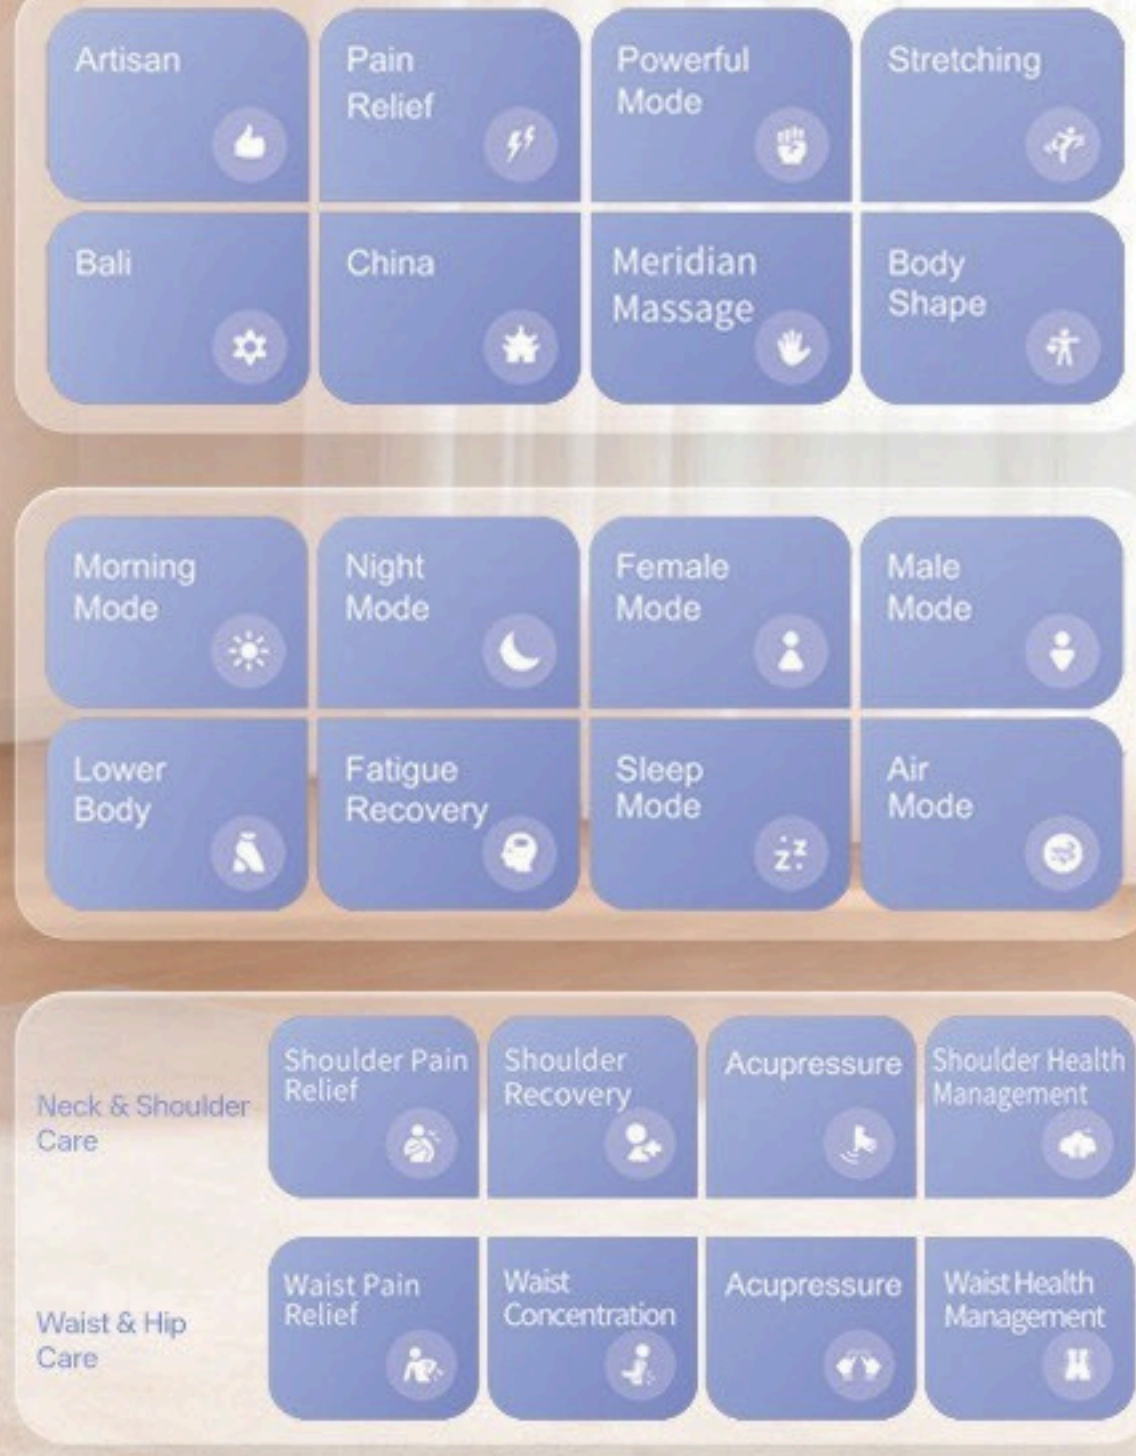 Artisan
Pain
Relief
Powerful
Mode
Stretching
Bali
China
Meridian
Massage
Body
Shape
Morning
Mode
Night
Mode
Female
Mode
Male
Mode
Lower
Body
Fatigue
Recovery
Sleep
Mode
Air
Mode
Neck & Shoulder
Care
Shoulder Pain
Relief
Shoulder
Recovery
Acupressure
Shoulder Health
Management
Waist & Hip
Care
Waist Pain
Relief
Waist
Concentration
Acupressure
Waist Health
Management